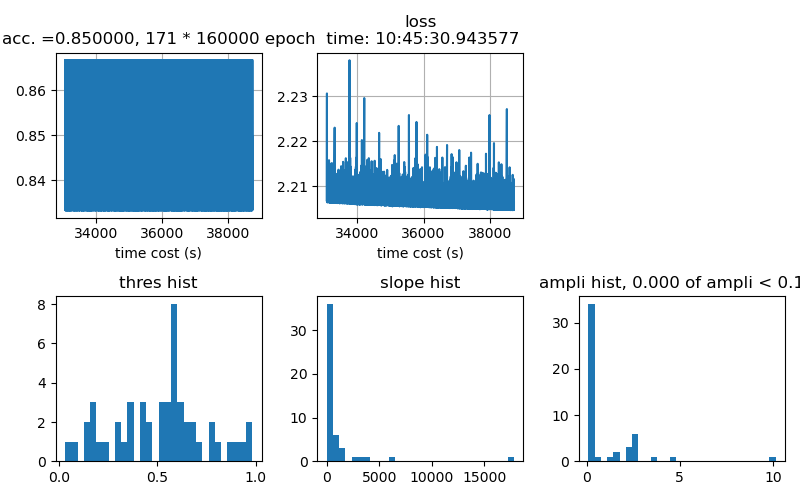 loss
acc. =0.850000, 171 * 160000 epoch time: 10:45:30.943577
0.86
0.85
0.84
34000 36000 38000
time cost (s)
2.23
2.22
2.21
34000 36000 38000
time cost (s)
thres hist
8
6
4
2
0
0.0 0.5 1.0
slope hist
30
20
10
0
0 5000 10000 15000
ampli hist, 0.000 of ampli < 0.1
30
20
10
0
0 5 10